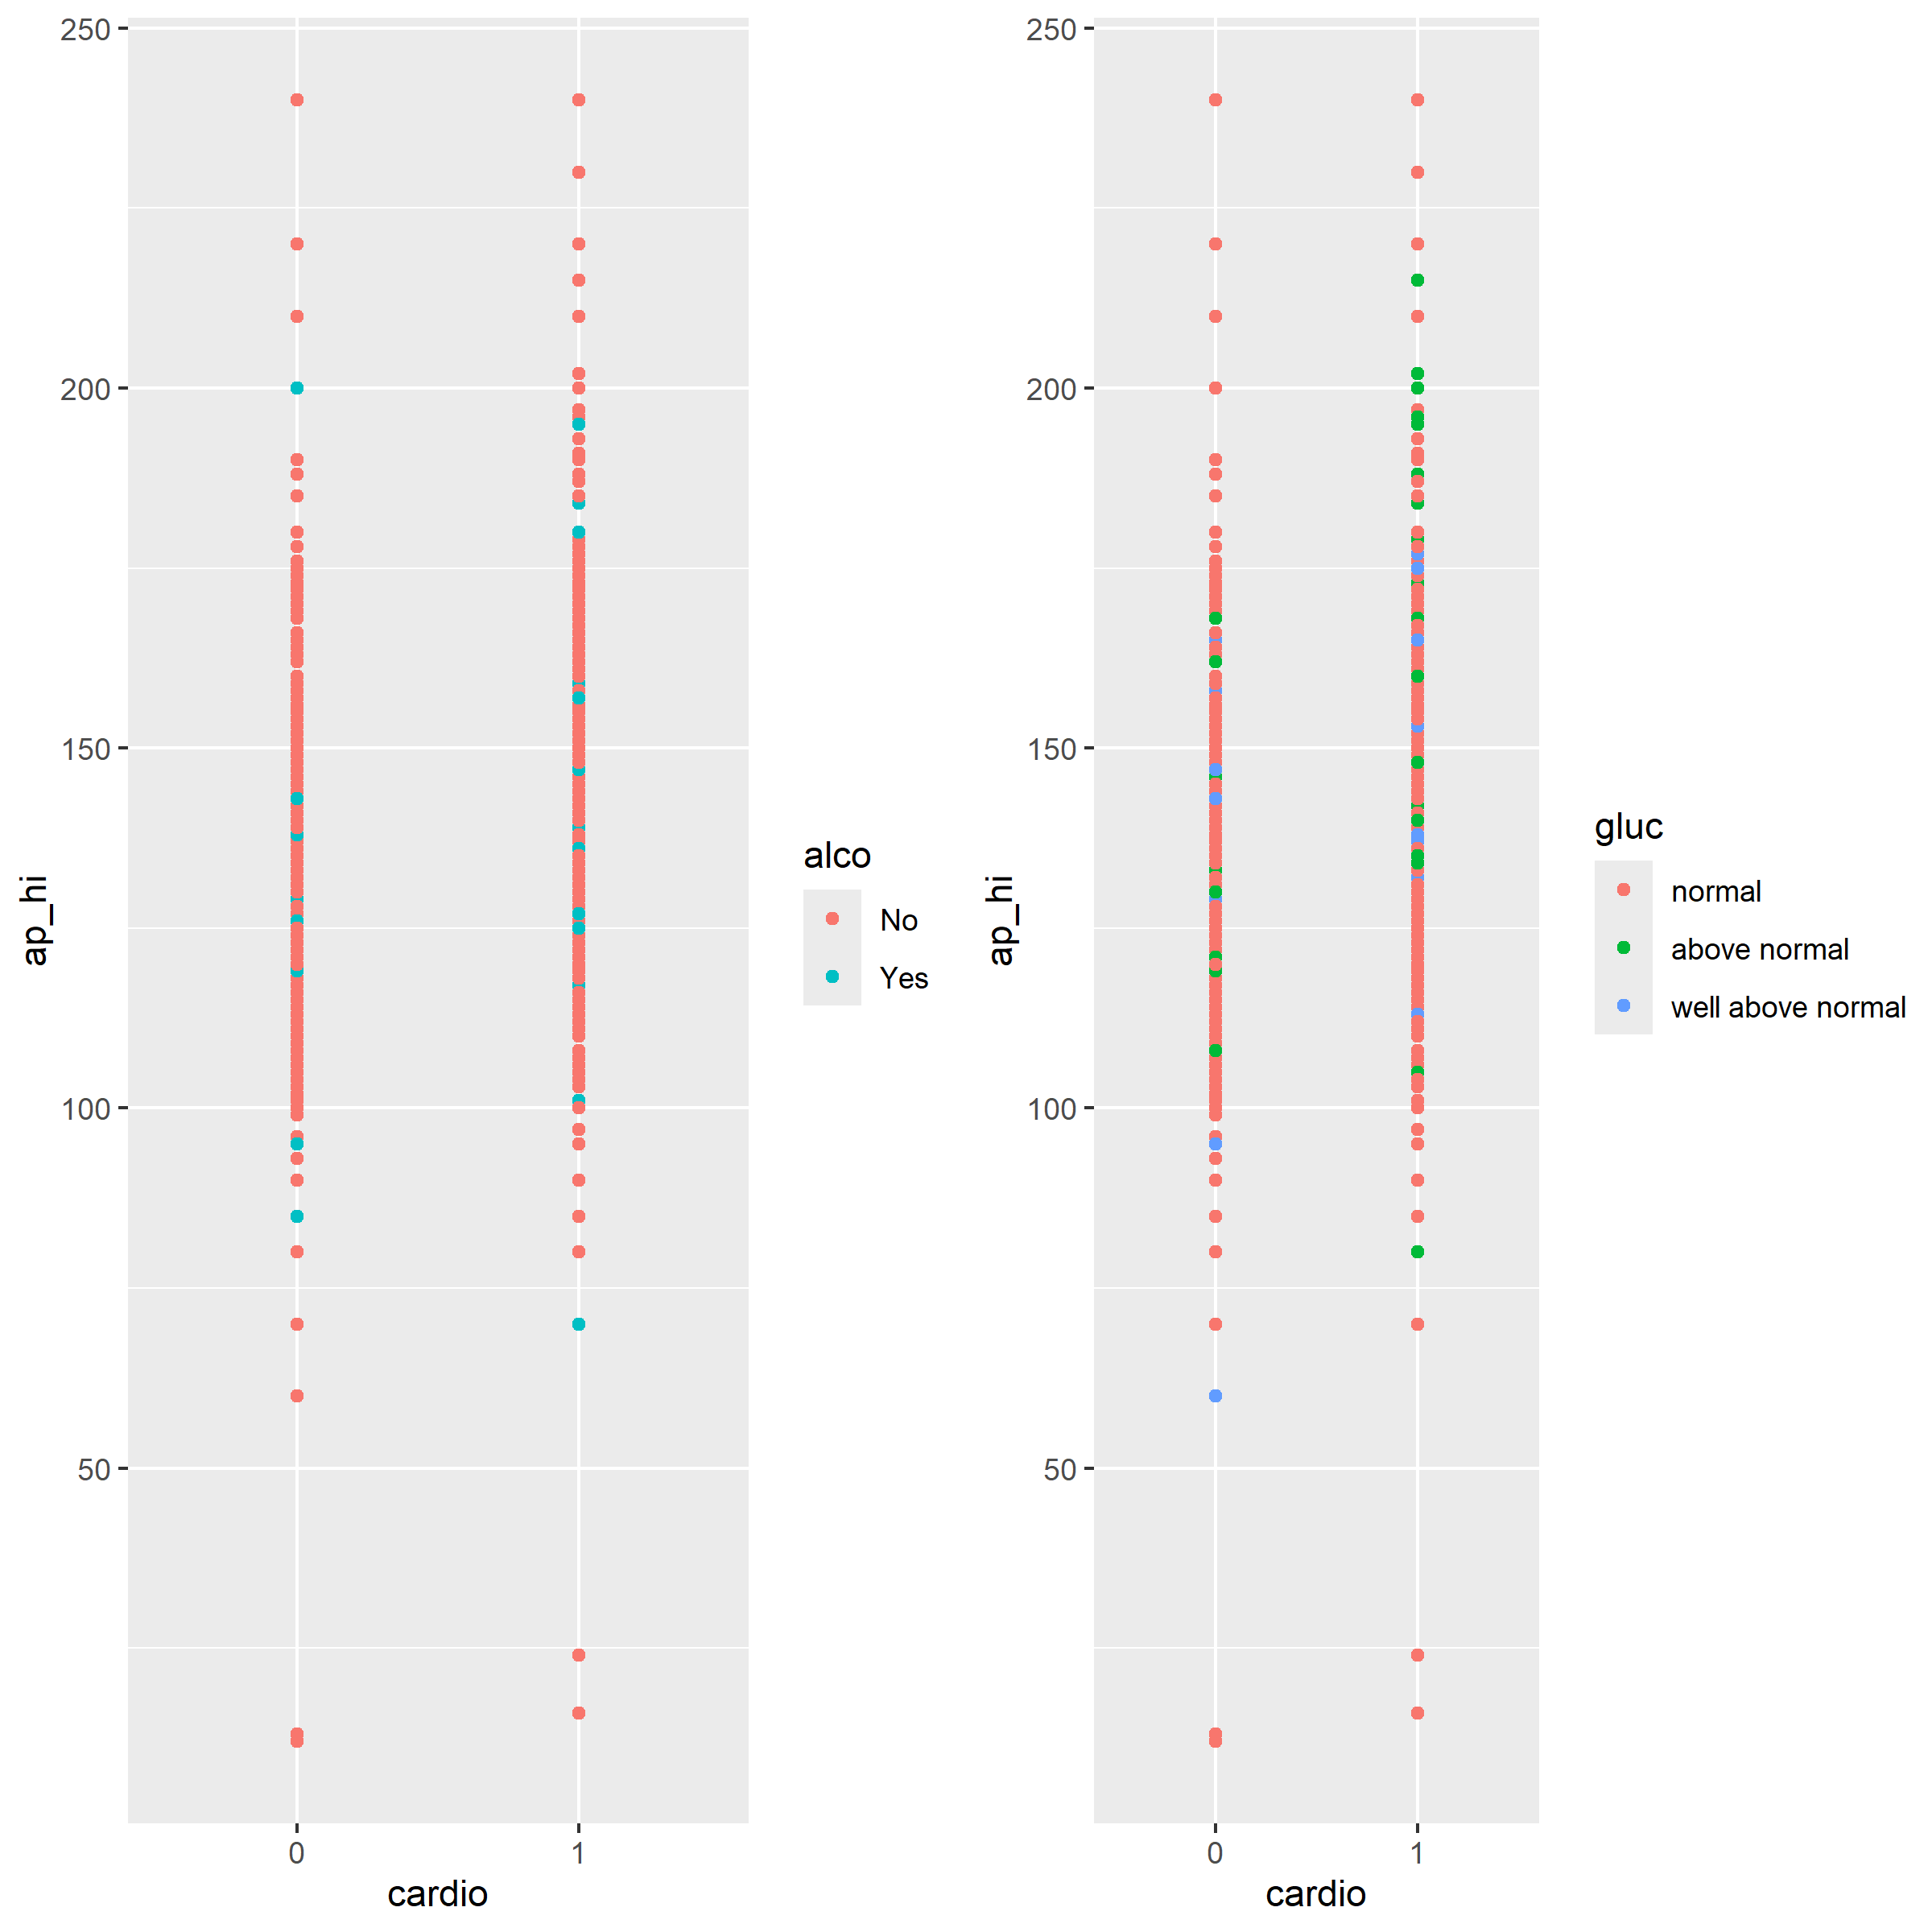 250
200
150
100
50
ap_hi
0 1
cardio
alco
No
Yes
250
200
150
100
50
ap_hi
0 1
cardio
gluc
normal
above normal
well above normal